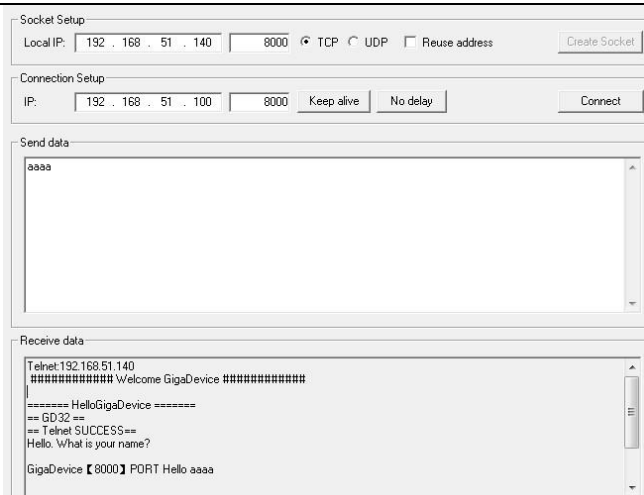 Socket Setup
Local IP: 192 . 168 . 51 . 140 8000 TCP UDP Reuse address Create Socket
Connection Setup
IP: 192 . 168 . 51 . 100 8000 Keep alive No delay Connect
Send data
aaaa
Receive data
Telnet:192.168.51.140
############ Welcome GigaDevice ############
======= HelloGigaDevice =======
== GD32 ==
== Telnet SUCCESS==
Hello. What is your name?
GigaDevice【8000】PORT Hello aaaa